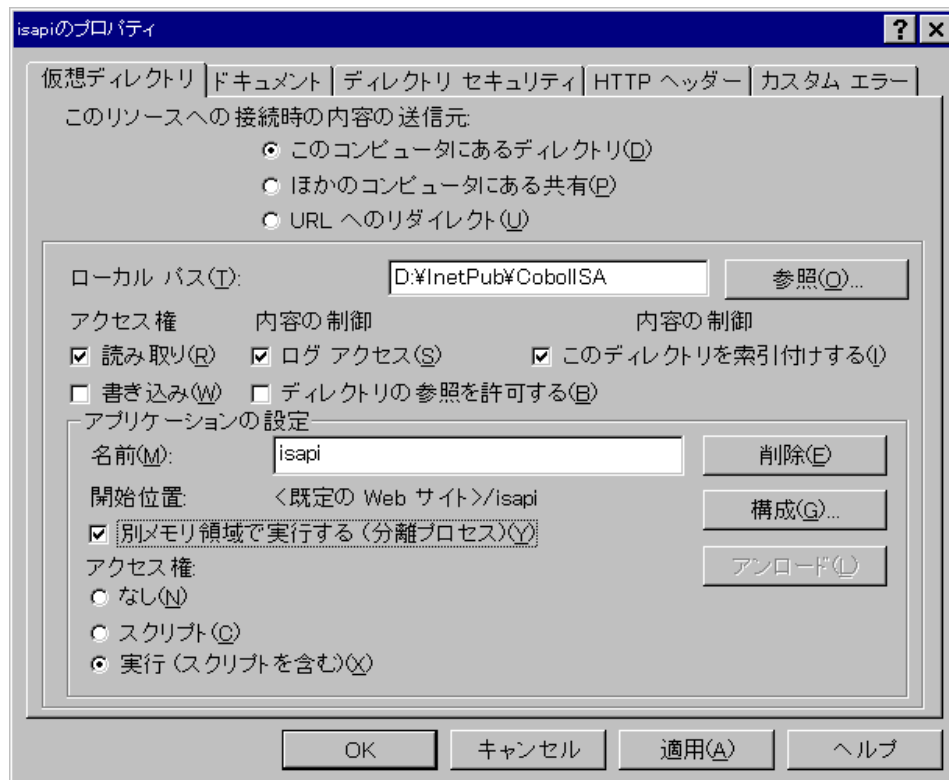 isapiのプロパティ
仮想ディレクトリ ドキュメント ディレクトリ セキュリティ HTTP ヘッダー カスタム エラー
このリソースへの接続時の内容の送信元:
このコンピュータにあるディレクトリ(D)
ほかのコンピュータにある共有(P)
URL へのリダイレクト(U)
ローカル パス(T): D:¥InetPub¥CobolISA 参照(O)...
アクセス権 内容の制御 内容の制御
読み取り(R) ログ アクセス(S) このディレクトリを索引付けする(I)
書き込み(W) ディレクトリの参照を許可する(B)
アプリケーションの設定
名前(M): isapi 削除(E)
開始位置: <既定の Web サイト>/isapi 構成(G)...
別メモリ領域で実行する (分離プロセス)(Y)
アクセス権: アンロード(L)
なし(N)
スクリプト(C)
実行 (スクリプトを含む)(X)
OK キャンセル 適用(A) ヘルプ